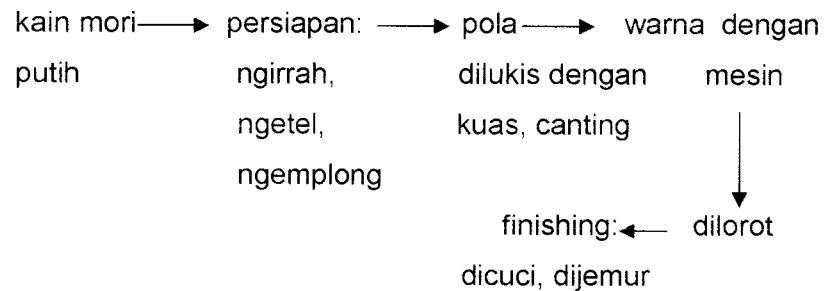 kain mori persiapan: pola warna dengan
putih ngirrah, dilukis dengan mesin
ngetel, kuas, canting
ngemplong
finishing: dilorot
dicuci, dijemur